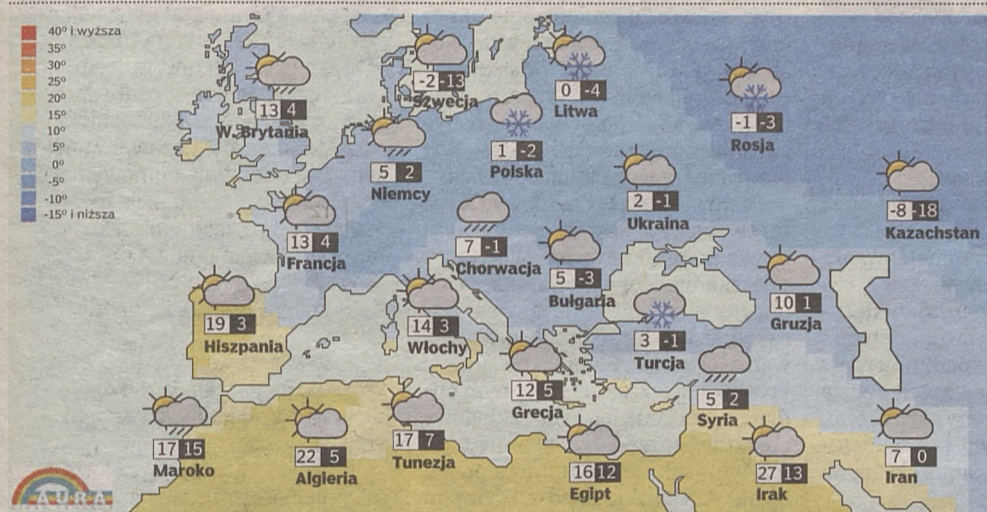 40° i wyższa
35°
30°
25°
20°
15°
10°
5°
0°
-5°
-10°
-15° i niższa
13 4
W. Brytania
-2 -13
Szwecja
0 -4
Litwa
-1 -3
Rosja
5 2
Niemcy
1 -2
Polska
2 -1
Ukraina
-8 -18
Kazachstan
13 4
Francja
7 -1
Chorwacja
5 -3
Bułgaria
10 1
Gruzja
19 3
Hiszpania
14 3
Włochy
3 -1
Turcja
12 5
Grecja
5 2
Syria
17 15
Maroko
22 5
Algieria
17 7
Tunezja
16 12
Egipt
27 13
Irak
7 0
Iran
AURA